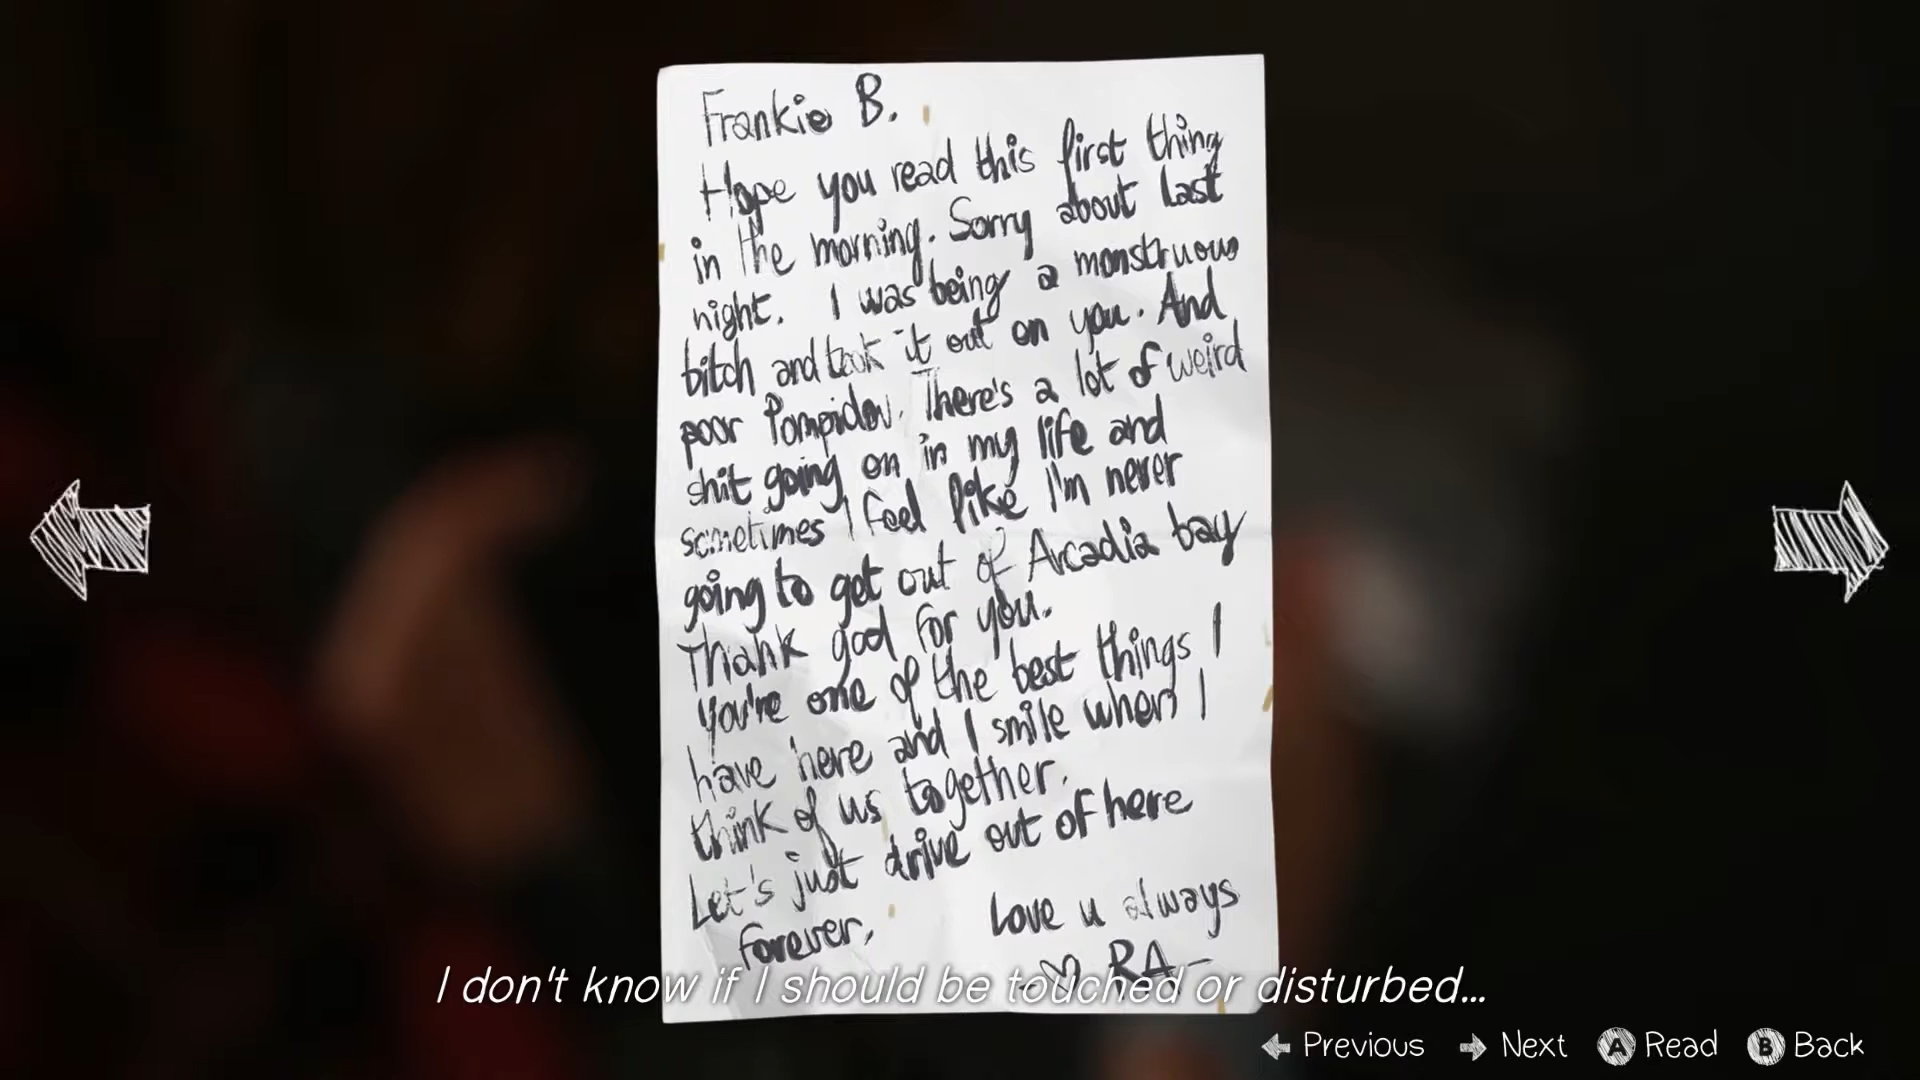 Frankie B.
Hope you read this first thing
in the morning. Sorry about last
night. I was being a monstruous
bitch and took it out on you. And
poor Pompidou. There's a lot of weird
shit going on in my life and
sometimes I feel like I'm never
going to get out of Arcadia bay
Thank god for you.
You're one of the best things I
have here and I smile when I
think of us together.
Let's just drive out of here
forever,
Love u always
- ♡ RA -
I don't know if I should be touched or disturbed...
Previous Next A Read B Back